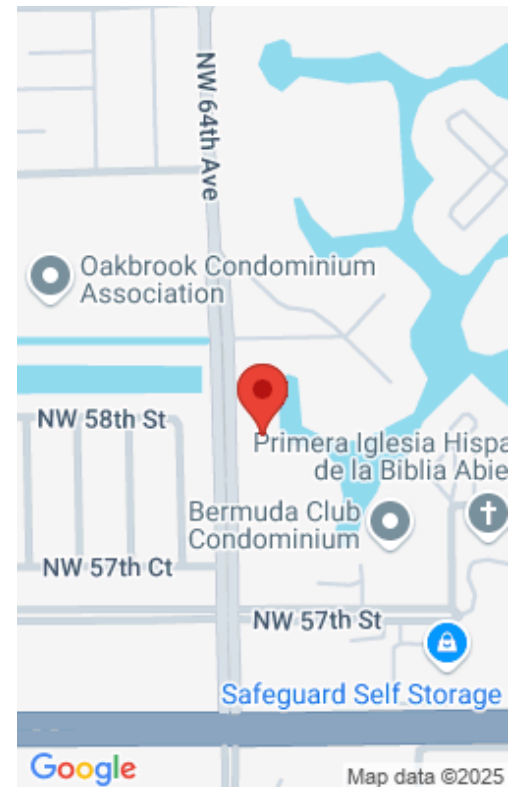 NW 64th Ave
Oakbrook Condominium
Association
NW 58th St
Primera Iglesia Hispa
de la Biblia Abie
Bermuda Club
Condominium
NW 57th Ct
NW 57th St
Safeguard Self Storage
Google
Map data ©2025